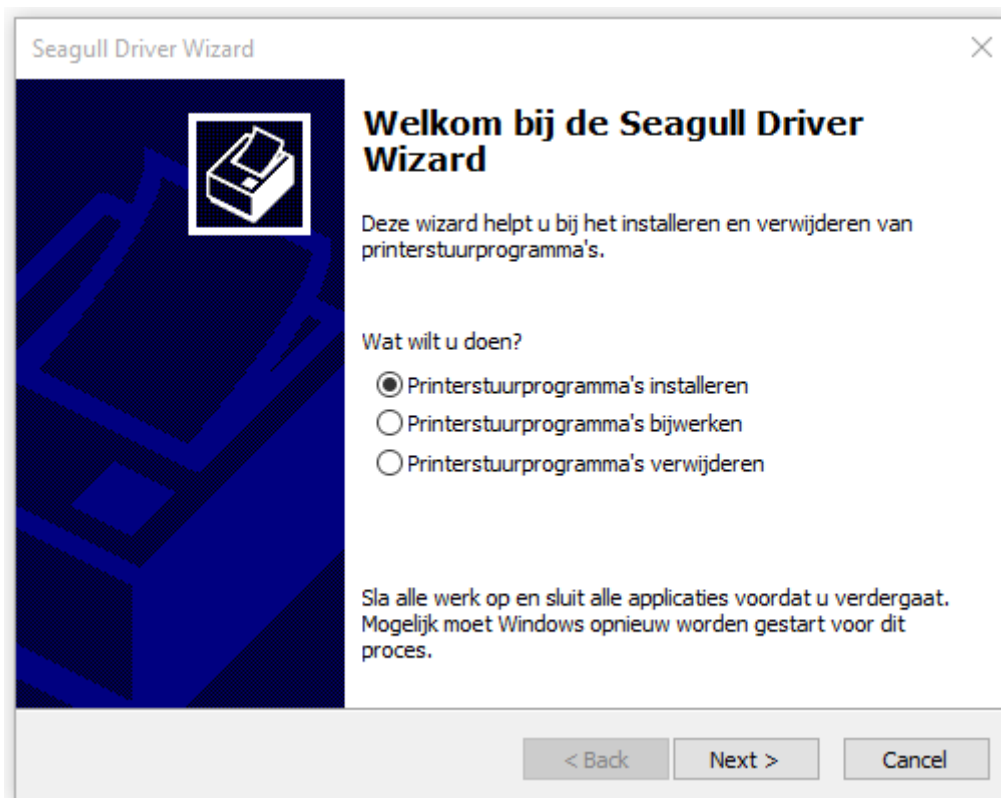 Seagull Driver Wizard
Welkom bij de Seagull Driver
Wizard
Deze wizard helpt u bij het installeren en verwijderen van
printerstuurprogramma's.
Wat wilt u doen?
Printerstuurprogramma's installeren
Printerstuurprogramma's bijwerken
Printerstuurprogramma's verwijderen
Sla alle werk op en sluit alle applicaties voordat u verdergaat.
Mogelijk moet Windows opnieuw worden gestart voor dit
proces.
< Back
Next >
Cancel